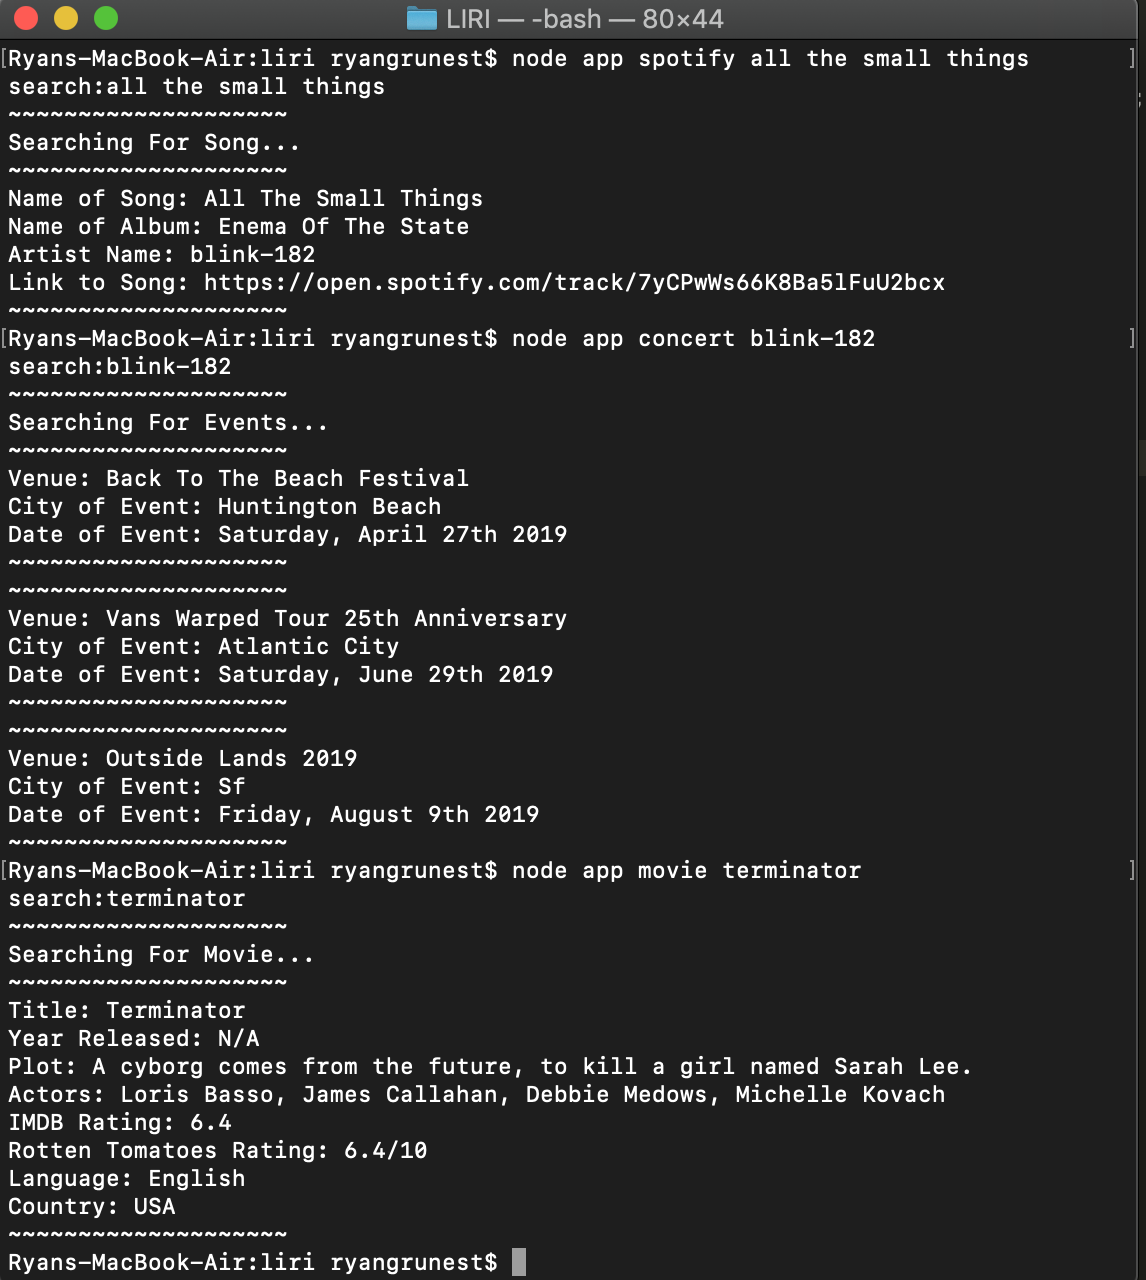 LIRI — -bash — 80×44
[Ryans-MacBook-Air:liri ryangrunest$ node app spotify all the small things ]
search:all the small things
~~~~~~~~~~~~~~~~~~~~
Searching For Song...
~~~~~~~~~~~~~~~~~~~~
Name of Song: All The Small Things
Name of Album: Enema Of The State
Artist Name: blink-182
Link to Song: https://open.spotify.com/track/7yCPwWs66K8Ba5lFuU2bcx
~~~~~~~~~~~~~~~~~~~~
[Ryans-MacBook-Air:liri ryangrunest$ node app concert blink-182 ]
search:blink-182
~~~~~~~~~~~~~~~~~~~~
Searching For Events...
~~~~~~~~~~~~~~~~~~~~
Venue: Back To The Beach Festival
City of Event: Huntington Beach
Date of Event: Saturday, April 27th 2019
~~~~~~~~~~~~~~~~~~~~
~~~~~~~~~~~~~~~~~~~~
Venue: Vans Warped Tour 25th Anniversary
City of Event: Atlantic City
Date of Event: Saturday, June 29th 2019
~~~~~~~~~~~~~~~~~~~~
~~~~~~~~~~~~~~~~~~~~
Venue: Outside Lands 2019
City of Event: Sf
Date of Event: Friday, August 9th 2019
~~~~~~~~~~~~~~~~~~~~
[Ryans-MacBook-Air:liri ryangrunest$ node app movie terminator ]
search:terminator
~~~~~~~~~~~~~~~~~~~~
Searching For Movie...
~~~~~~~~~~~~~~~~~~~~
Title: Terminator
Year Released: N/A
Plot: A cyborg comes from the future, to kill a girl named Sarah Lee.
Actors: Loris Basso, James Callahan, Debbie Medows, Michelle Kovach
IMDB Rating: 6.4
Rotten Tomatoes Rating: 6.4/10
Language: English
Country: USA
~~~~~~~~~~~~~~~~~~~~
Ryans-MacBook-Air:liri ryangrunest$